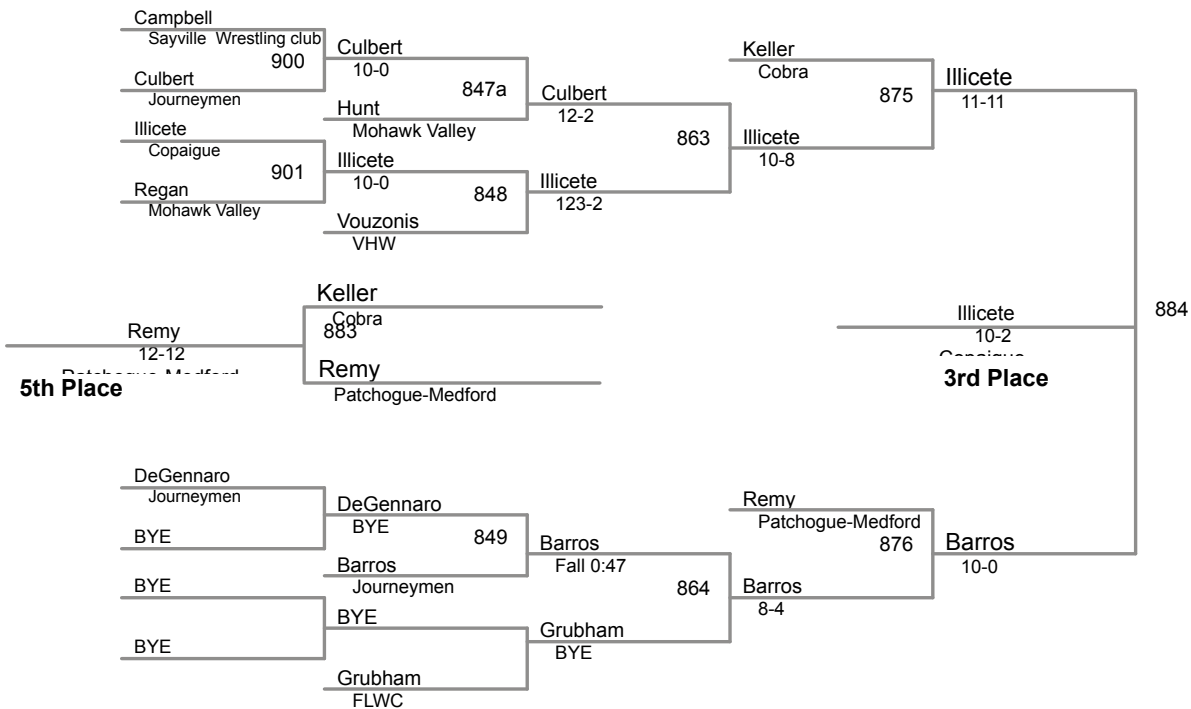 Campbell
Sayville Wrestling club
900
Culbert
Journeymen
Culbert
10-0
847a
Hunt
Mohawk Valley
Illicete
Copaigue
901
Regan
Mohawk Valley
Illicete
10-0
848
Vouzonis
VHW
Culbert
12-2
863
Illicete
123-2
Keller
Cobra
875
Illicete
10-8
Illicete
11-11
884
Keller
Cobra
883
Remy
12-12
Patchogue-Medford
5th Place
Remy
Patchogue-Medford
Illicete
10-2
Copaigue
3rd Place
DeGennaro
Journeymen
BYE
DeGennaro
BYE
849
Barros
Journeymen
BYE
BYE
BYE
Grubham
FLWC
Barros
Fall 0:47
864
Grubham
BYE
Remy
Patchogue-Medford
876
Barros
8-4
Barros
10-0